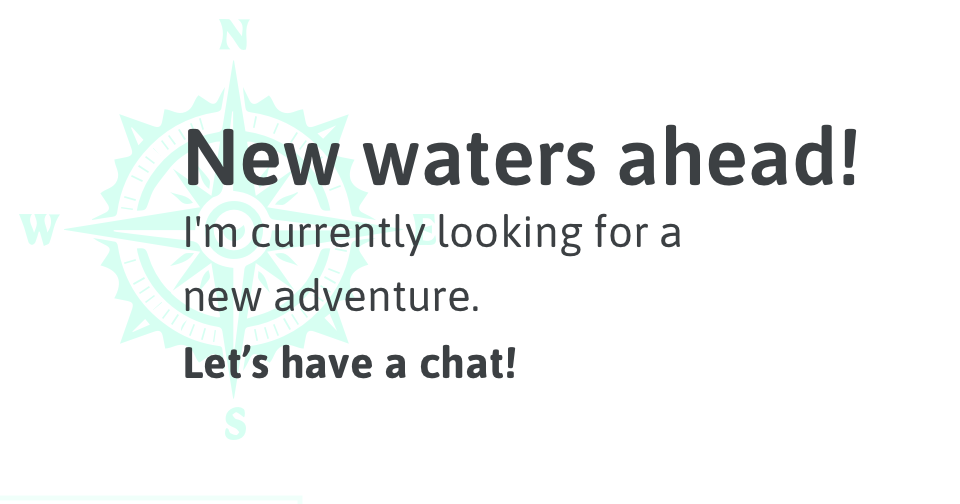 N
New waters ahead!
W
E
I'm currently looking for a
new adventure.
Let’s have a chat!
S